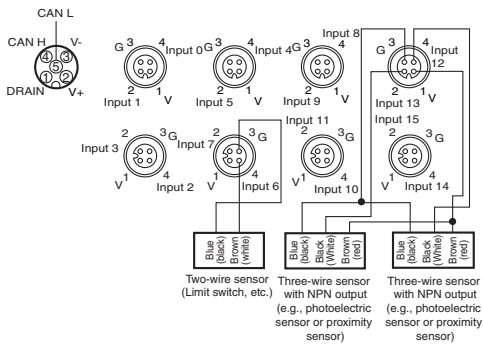 CAN L
CAN H
V-
4
3
5
1
2
DRAIN
V+
G
3
4
Input 0
2
1
V
Input 1
G
3
4
Input 4
2
1
V
Input 5
Input 8
G
3
4
2
1
V
Input 9
G
3
4
Input
12
2
1
V
Input 13
Input 3
2
3
G
V
1
4
Input 2
Input 7
2
3
G
V
1
4
Input 6
Input 11
2
3
G
V
1
4
Input 10
Input 15
2
3
G
V
1
4
Input 14
Blue
(black)
Brown
(white)
Blue
(black)
Black
(White)
Brown
(red)
Blue
(black)
Black
(White)
Brown
(red)
Two-wire sensor
(Limit switch, etc.)
Three-wire sensor
with NPN output
(e.g., photoelectric
sensor or proximity
sensor)
Three-wire sensor
with NPN output
(e.g., photoelectric
sensor or proximity
sensor)